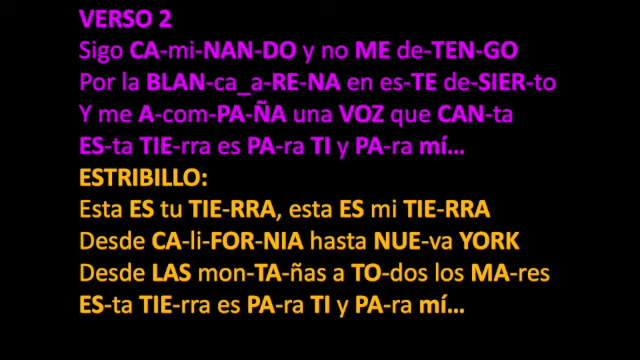 VERSO 2
Sigo CA-mi-NAN-DO y no ME de-TEN-GO
Por la BLAN-ca_a-RE-NA en es-TE de-SIER-to
Y me A-com-PA-ÑA una VOZ que CAN-ta
ES-ta TIE-rra es PA-ra TI y PA-ra mí...
ESTRIBILLO:
Esta ES tu TIE-RRA, esta ES mi TIE-RRA
Desde CA-li-FOR-NIA hasta NUE-va YORK
Desde LAS mon-TA-ñas a TO-dos los MA-res
ES-ta TIE-rra es PA-ra TI y PA-ra mí...